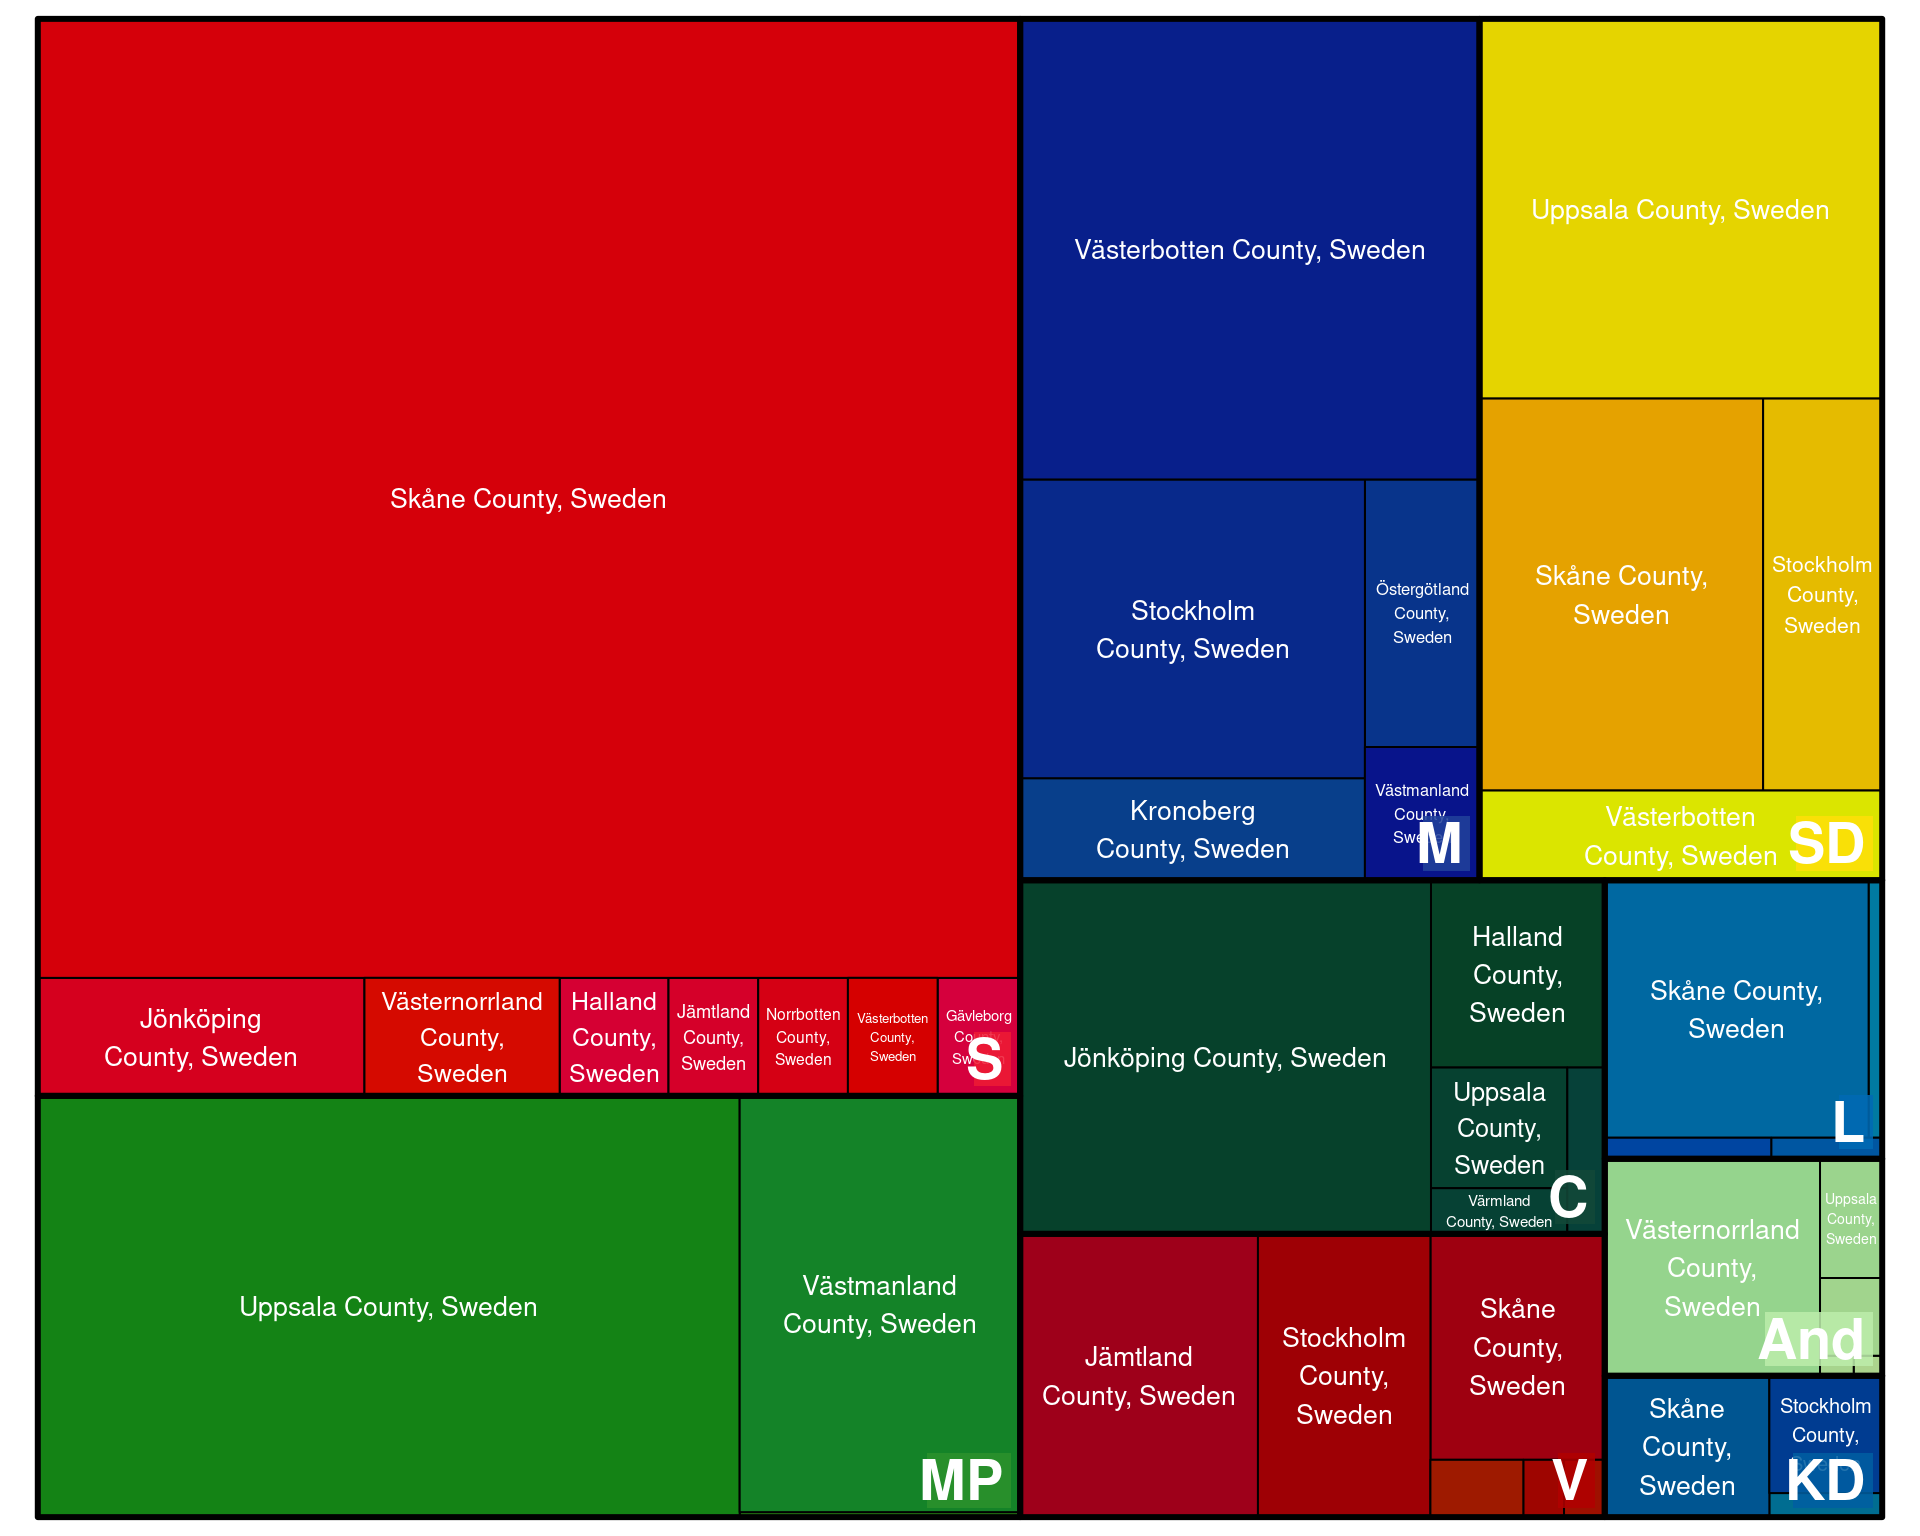 Skåne County, Sweden
Jönköping
County, Sweden
Västernorrland
County,
Sweden
Halland
County,
Sweden
Jämtland
County,
Sweden
Norrbotten
County,
Sweden
Västerbotten
County,
Sweden
Gävleborg
S
Uppsala County, Sweden
Västmanland
County, Sweden
MP
Västerbotten County, Sweden
Stockholm
County, Sweden
Östergötland
County,
Sweden
Kronoberg
County, Sweden
Västmanland
County,
M
Uppsala County, Sweden
Skåne County,
Sweden
Stockholm
County,
Sweden
Västerbotten
County, Sweden
SD
Jönköping County, Sweden
Halland
County,
Sweden
Uppsala
County,
Sweden
Värmland
County, Sweden
C
Jämtland
County, Sweden
Stockholm
County,
Sweden
Skåne
County,
Sweden
V
Skåne County,
Sweden
L
Västernorrland
County,
Sweden
Uppsala
County,
Sweden
And
Skåne
County,
Sweden
Stockholm
County,
KD